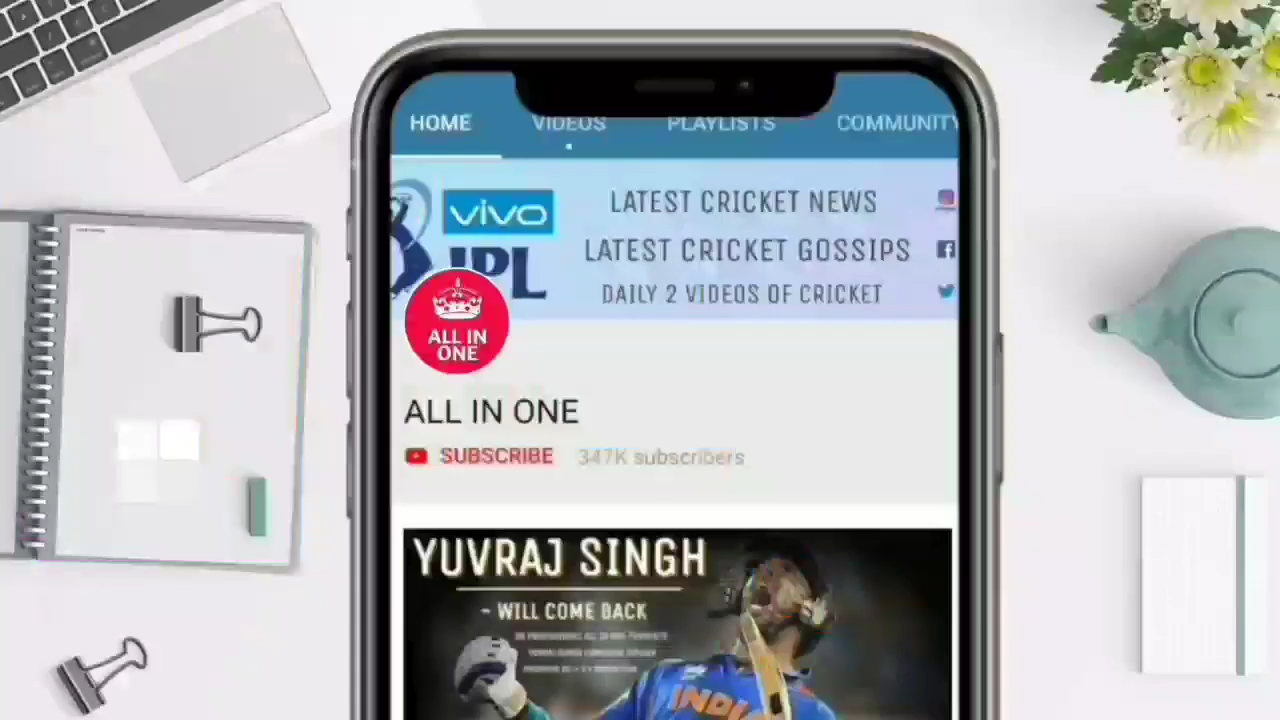 HOME VIDEOS PLAYLISTS COMMUNITY
vivo
IPL
LATEST CRICKET NEWS
LATEST CRICKET GOSSIPS
DAILY 2 VIDEOS OF CRICKET
ALL IN
ONE
ALL IN ONE
SUBSCRIBE 347K subscribers
YUVRAJ SINGH
- WILL COME BACK
INDIA